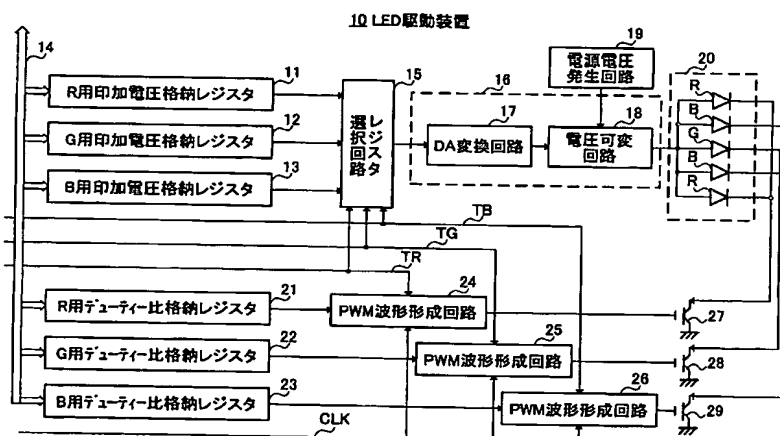 10 LED駆動装置
14
11
R用印加電圧格納レジスタ
12
G用印加電圧格納レジスタ
13
B用印加電圧格納レジスタ
15
レジスタ
選択回路
16
17
DA変換回路
19
電源電圧
発生回路
18
電圧可変
回路
20
R
B
G
B
R
TB
TG
TR
21
R用デューティー比格納レジスタ
22
G用デューティー比格納レジスタ
23
B用デューティー比格納レジスタ
24
PWM波形形成回路
25
PWM波形形成回路
26
PWM波形形成回路
27
28
29
CLK